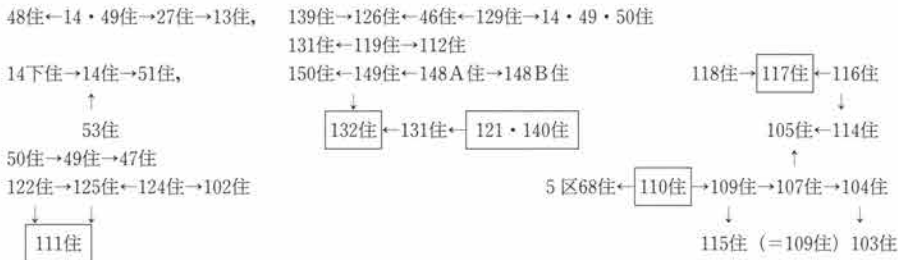 48住←14・49住→27住→13住,　139住→126住←46住←129住→14・49・50住
131住←119住→112住
14下住→14住→51住,　150住←149住←148A住→148B住　118住→117住←116住
↑　↓　↓
53住　132住←131住←121・140住　105住←114住
50住→49住→47住　↑
122住→125住←124住→102住　5区68住←110住→109住→107住→104住
↓　↓　↓　↓
111住　115住（=109住）103住